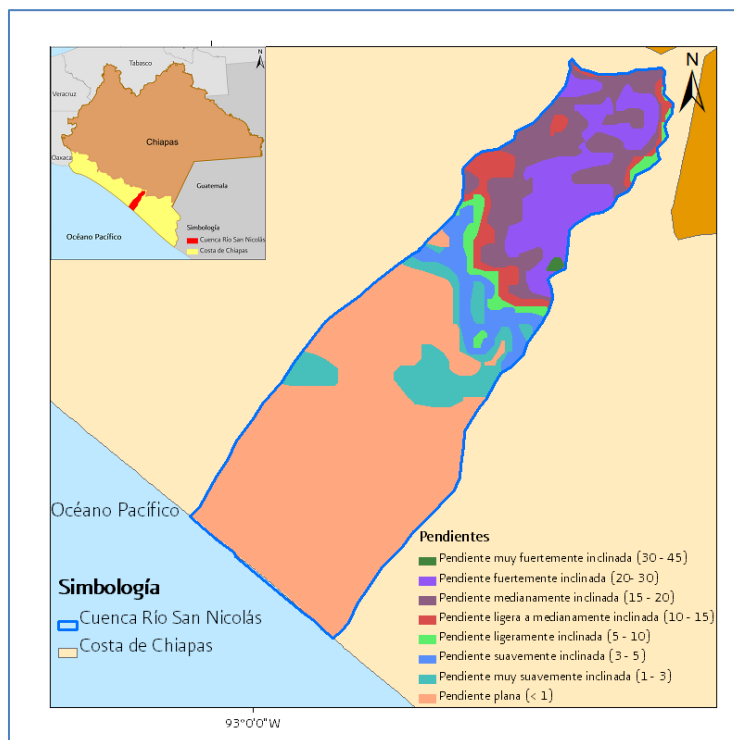 N
Tabasco
Veracruz
Chiapas
Oaxaca
Guatemala
Océano Pacífico
Simbología
Cuenca Río San Nicolás
Costa de Chiapas
N
Océano Pacífico
Simbología
Cuenca Río San Nicolás
Costa de Chiapas
Pendientes
Pendiente muy fuertemente inclinada (30 - 45)
Pendiente fuertemente inclinada (20- 30)
Pendiente medianamente inclinada (15 - 20)
Pendiente ligera a medianamente inclinada (10 - 15)
Pendiente ligeramente inclinada (5 - 10)
Pendiente suavemente inclinada (3 - 5)
Pendiente muy suavemente inclinada (1 - 3)
Pendiente plana (< 1)
93°0'0"W